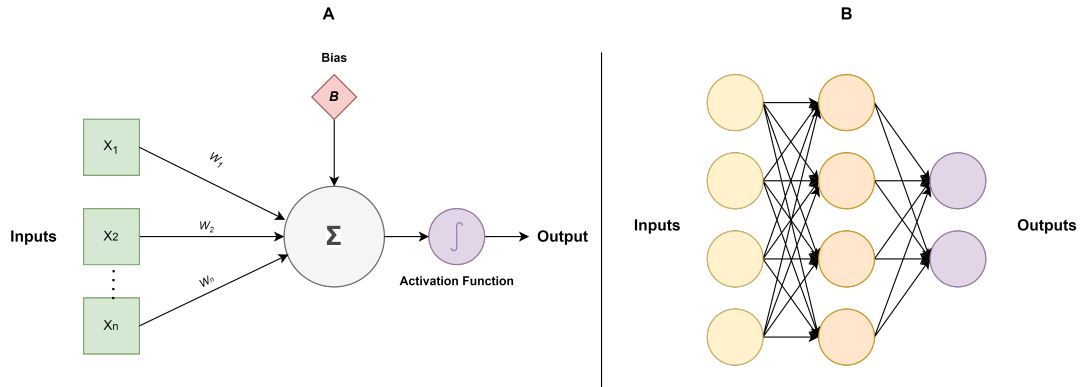 A
Bias
B
X1
W1
Inputs
X2
W2
Σ
∫
Output
Activation Function
Wn
Xn
B
Inputs
Outputs